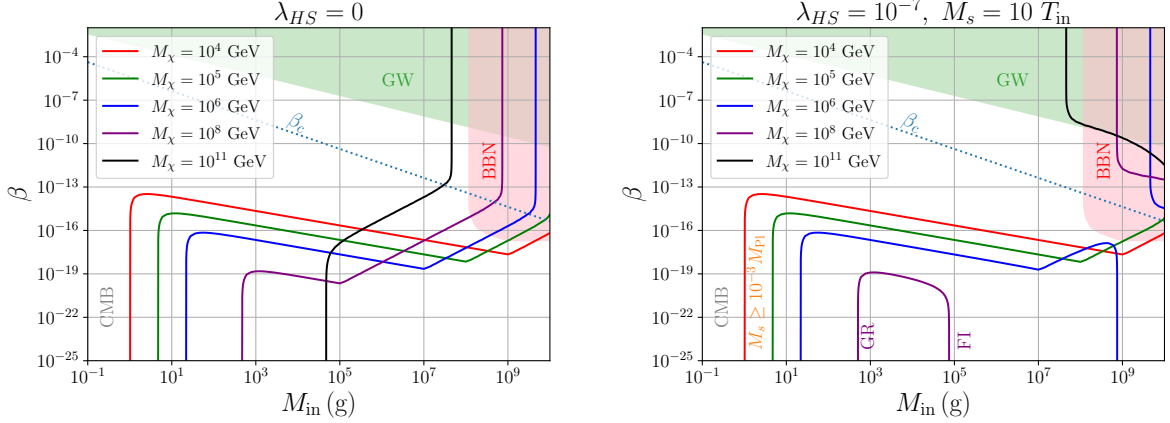 λ_HS = 0
M_χ = 10^4 GeV
M_χ = 10^5 GeV
M_χ = 10^6 GeV
M_χ = 10^8 GeV
M_χ = 10^11 GeV
GW
β_c
BBN
CMB
β
10^-4
10^-7
10^-10
10^-13
10^-16
10^-19
10^-22
10^-25
10^-1 10^1 10^3 10^5 10^7 10^9
M_in (g)
λ_HS = 10^-7, M_s = 10 T_in
M_χ = 10^4 GeV
M_χ = 10^5 GeV
M_χ = 10^6 GeV
M_χ = 10^8 GeV
M_χ = 10^11 GeV
GW
β_c
BBN
CMB
M_s ≥ 10^-3 M_Pl
GR
FI
β
10^-4
10^-7
10^-10
10^-13
10^-16
10^-19
10^-22
10^-25
10^-1 10^1 10^3 10^5 10^7 10^9
M_in (g)